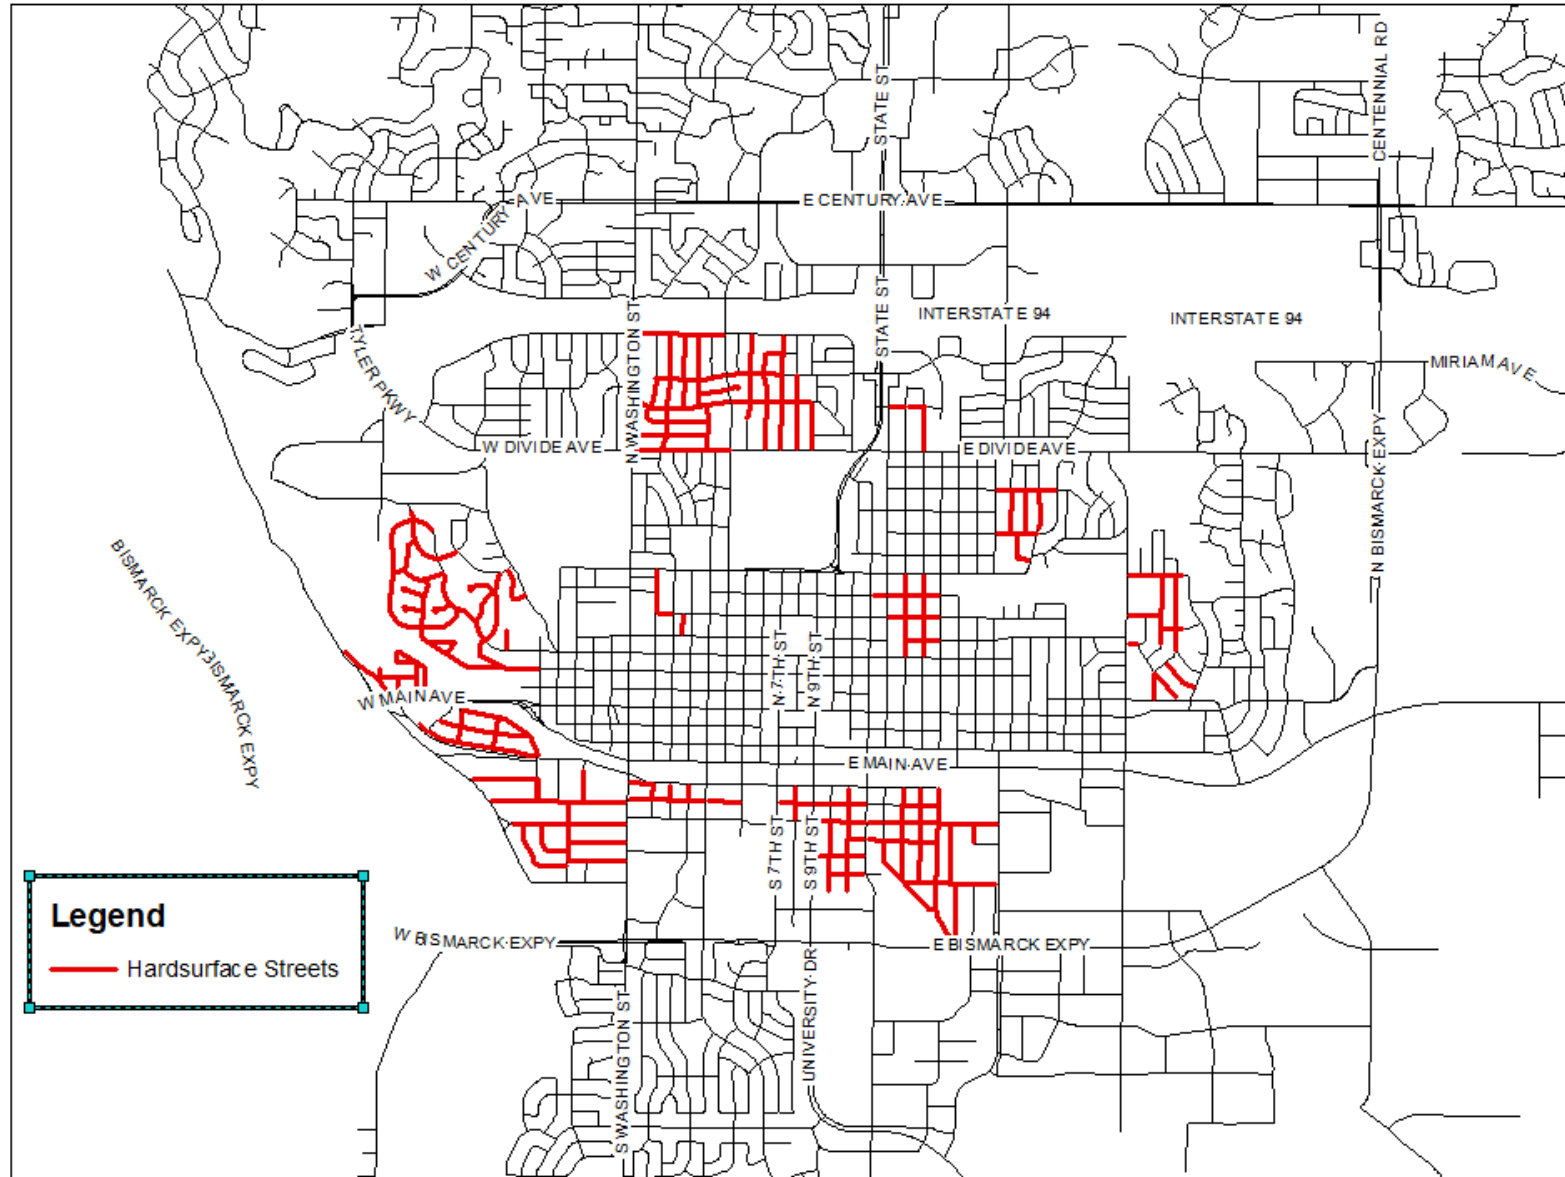 STATE ST
CENTENNIAL RD
W CENTURY AVE
E CENTURY AVE
STATE ST
INTERSTATE 94
INTERSTATE 94
N WASHINGTON ST
TYLER PKWY
MIRIAM AVE
W DIVIDE AVE
E DIVIDE AVE
N BISMARCK EXPY
BISMARCK EXPY
BISMARCK EXPY
N 7TH ST
N 9TH ST
W MAIN AVE
E MAIN AVE
S 7TH ST
S 9TH ST
Legend
Hardsurface Streets
W BISMARCK EXPY
E BISMARCK EXPY
UNIVERSITY DR
S WASHINGTON ST